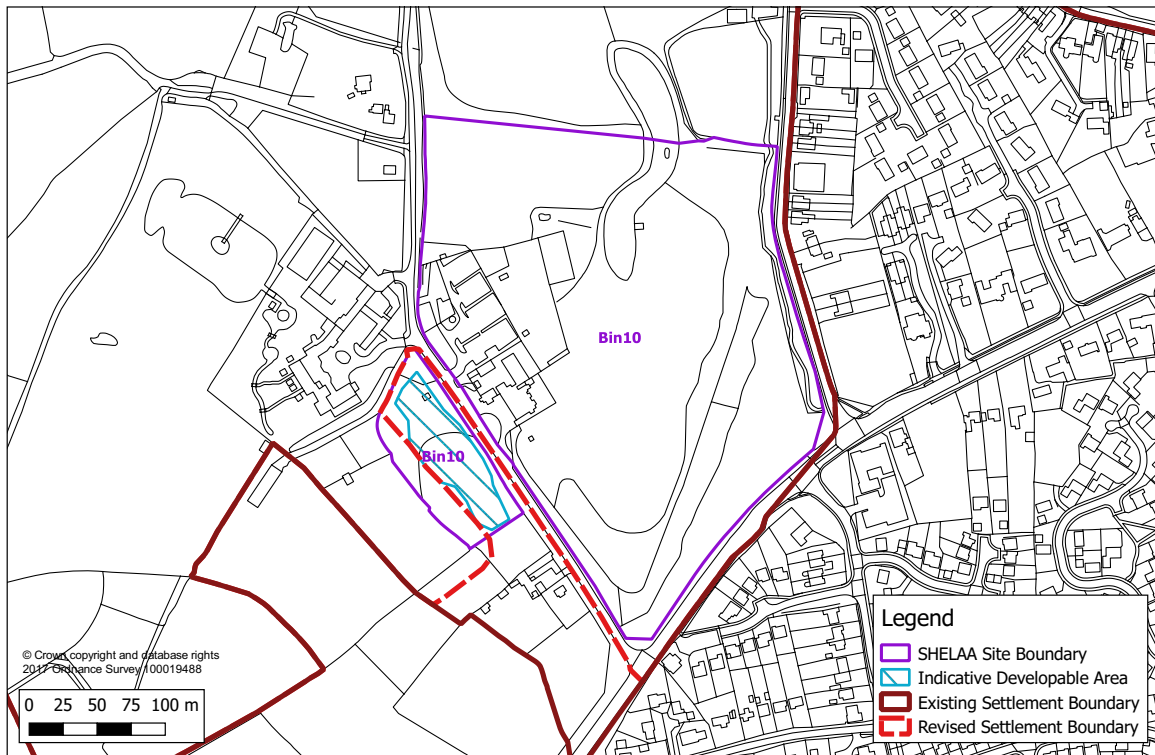 Bin10
Bin10
Legend
SHELAA Site Boundary
Indicative Developable Area
Existing Settlement Boundary
Revised Settlement Boundary
© Crown copyright and database rights
2017 Ordnance Survey 100019488
0 25 50 75 100 m